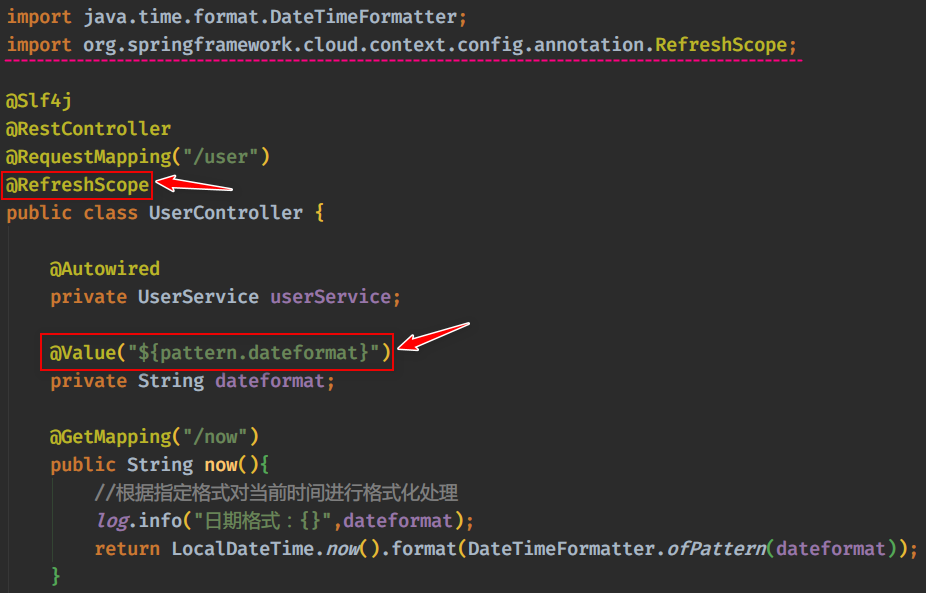 import java.time.format.DateTimeFormatter;
import org.springframework.cloud.context.config.annotation.RefreshScope;
@Slf4j
@RestController
@RequestMapping("/user")
@RefreshScope
public class UserController {
@Autowired
private UserService userService;
@Value("${pattern.dateformat}")
private String dateformat;
@GetMapping("/now")
public String now(){
//根据指定格式对当前时间进行格式化处理
log.info("日期格式：{}",dateformat);
return LocalDateTime.now().format(DateTimeFormatter.ofPattern(dateformat));
}